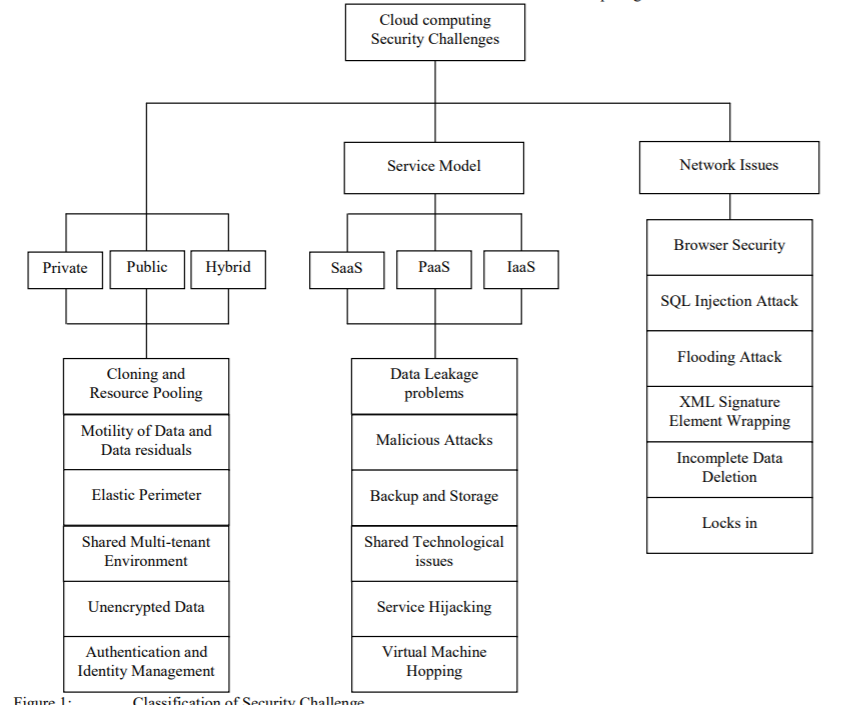 Cloud computing
Security Challenges
Service Model
Network Issues
Private
Public
Hybrid
SaaS
PaaS
IaaS
Cloning and
Resource Pooling
Motility of Data and
Data residuals
Elastic Perimeter
Shared Multi-tenant
Environment
Unencrypted Data
Authentication and
Identity Management
Data Leakage
problems
Malicious Attacks
Backup and Storage
Shared Technological
issues
Service Hijacking
Virtual Machine
Hopping
Browser Security
SQL Injection Attack
Flooding Attack
XML Signature
Element Wrapping
Incomplete Data
Deletion
Locks in
Figure 1: Classification of Security Challenge